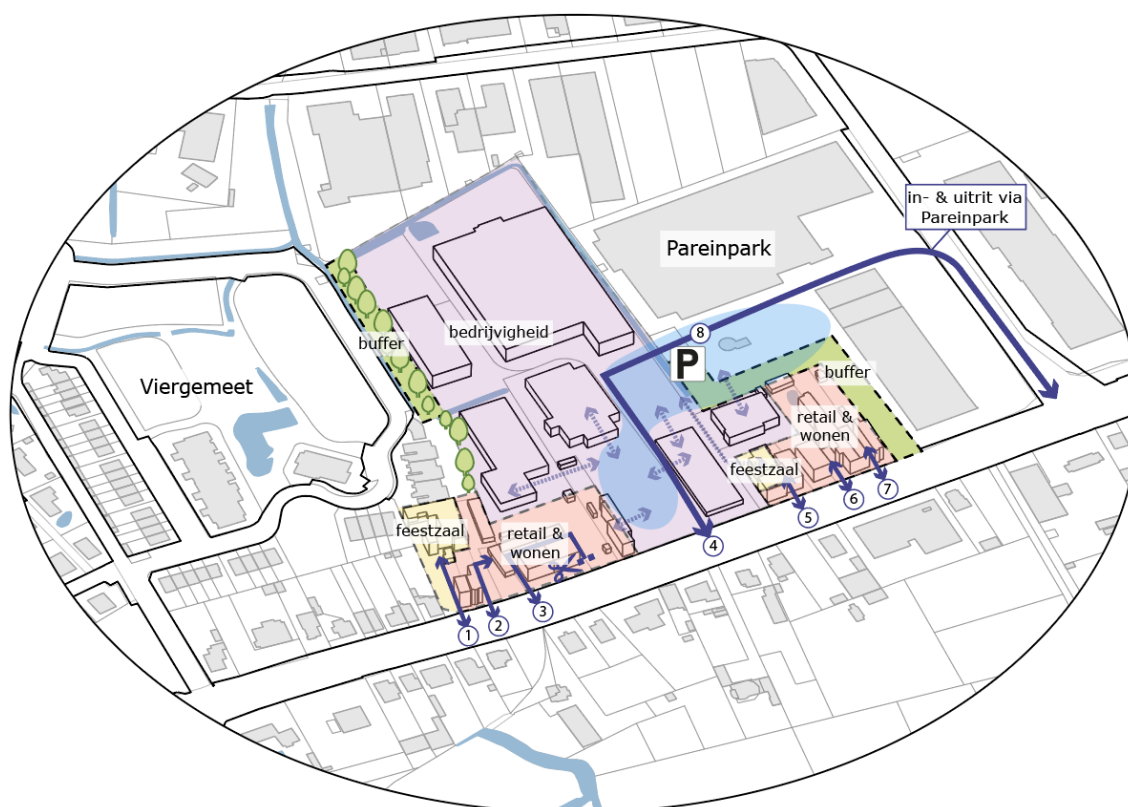 in- & uitrit via
Pareinpark
Pareinpark
8
bedrijvigheid
buffer
P
buffer
Viergemeet
retail &
wonen
feestzaal
feestzaal
retail &
wonen
7
6
5
4
3
2
1